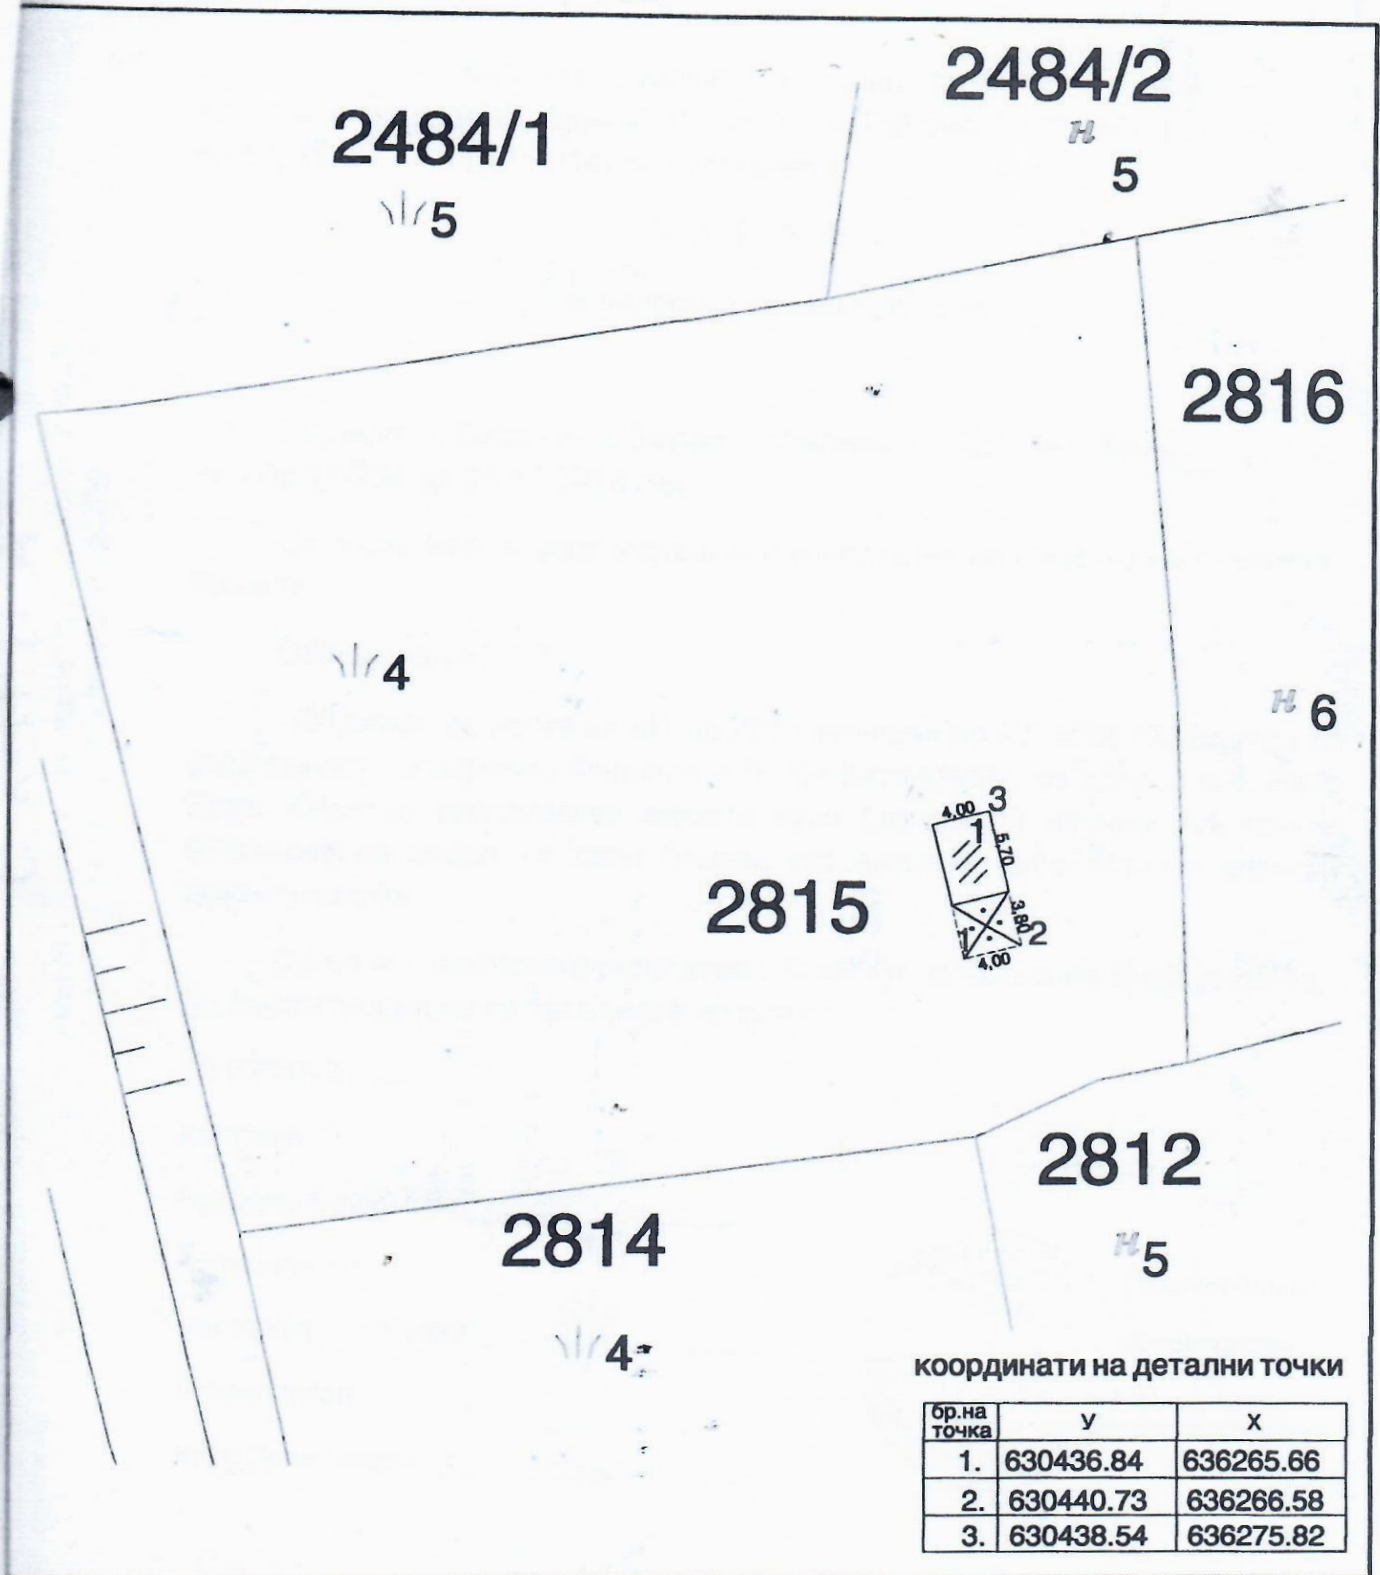 2484/2
н
5
2484/1
5
2816
4
н 6
4,00 3
1
5,70
2815
3,80
1 2
4,00
2812
н 5
2814
4
координати на детални точки
бр.на точка У Х
1. 630436.84 636265.66
2. 630440.73 636266.58
3. 630438.54 636275.82